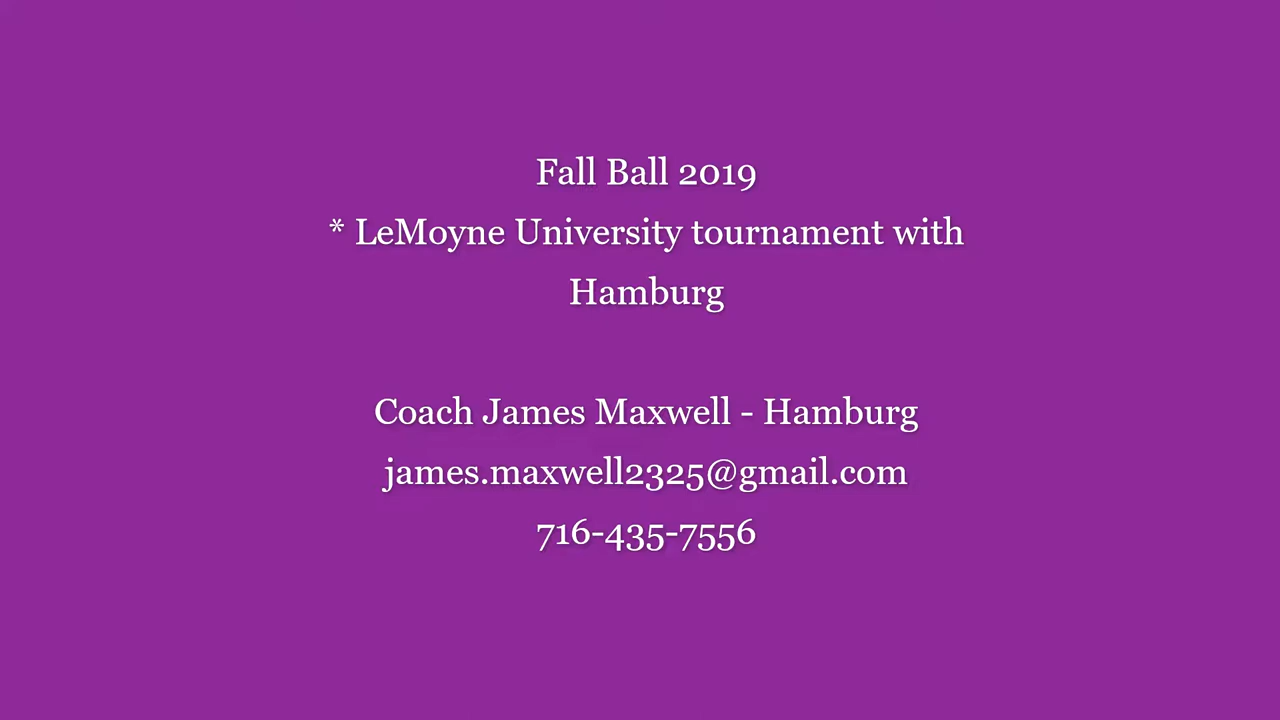 Fall Ball 2019
* LeMoyne University tournament with
Hamburg
Coach James Maxwell - Hamburg
james.maxwell2325@gmail.com
716-435-7556